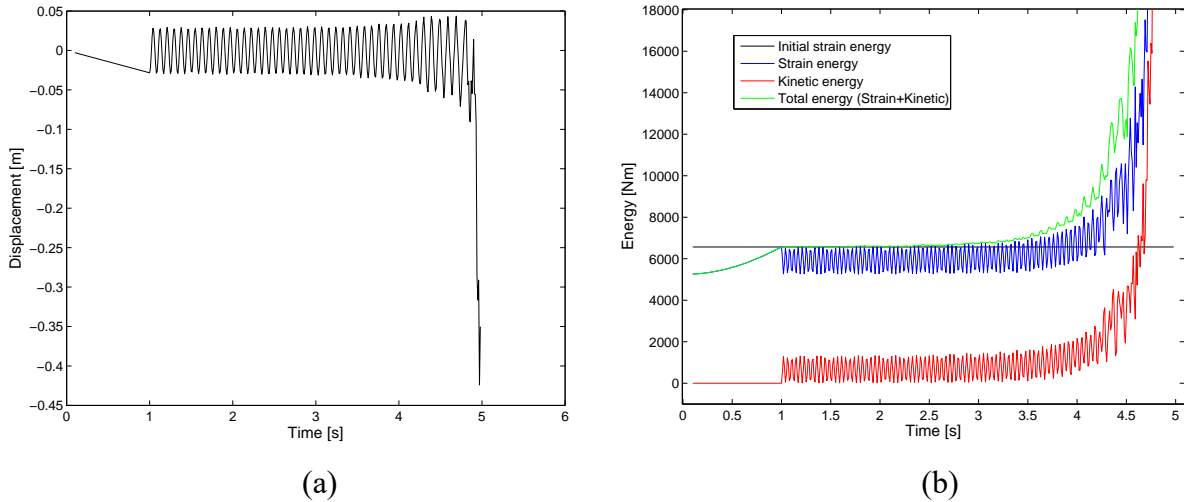 0.05
0
−0.05
−0.1
−0.15
−0.2
−0.25
−0.3
−0.35
−0.4
−0.45
Displacement [m]
0 1 2 3 4 5 6
Time [s]
(a)
18000
16000
14000
12000
10000
8000
6000
4000
2000
0
Energy [Nm]
Initial strain energy
Strain energy
Kinetic energy
Total energy (Strain+Kinetic)
0 0.5 1 1.5 2 2.5 3 3.5 4 4.5 5
Time [s]
(b)